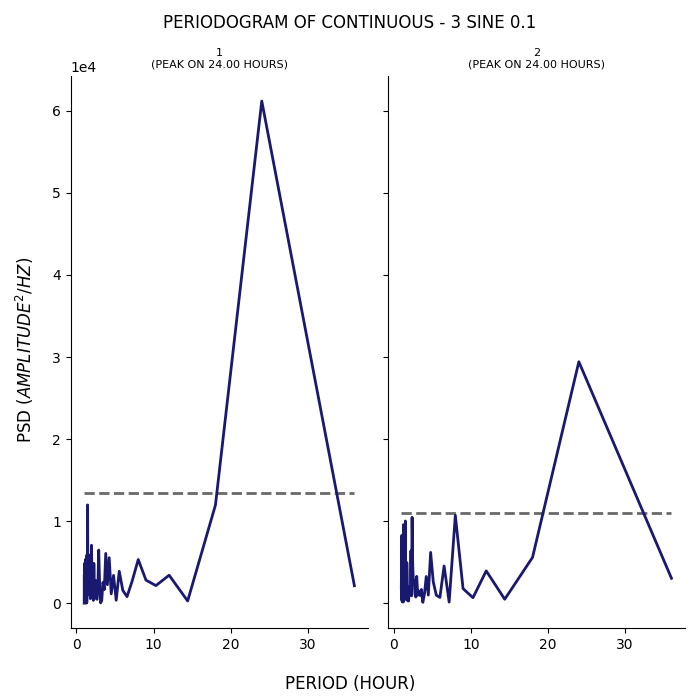 PERIODOGRAM OF CONTINUOUS - 3 SINE 0.1
1
(PEAK ON 24.00 HOURS)
2
(PEAK ON 24.00 HOURS)
1e4
6
5
4
3
2
1
0
PSD (AMPLITUDE²/HZ)
0 10 20 30
0 10 20 30
PERIOD (HOUR)